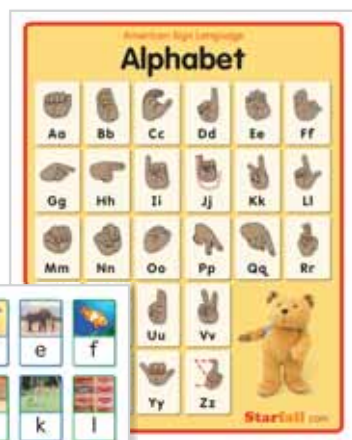 American Sign Language
Alphabet
Aa Bb Cc Dd Ee Ff
Gg Hh Ii Jj Kk Ll
Mm Nn Oo Pp Qq Rr
Uu Vv
Yy Zz
e f
k l
Starfall.com